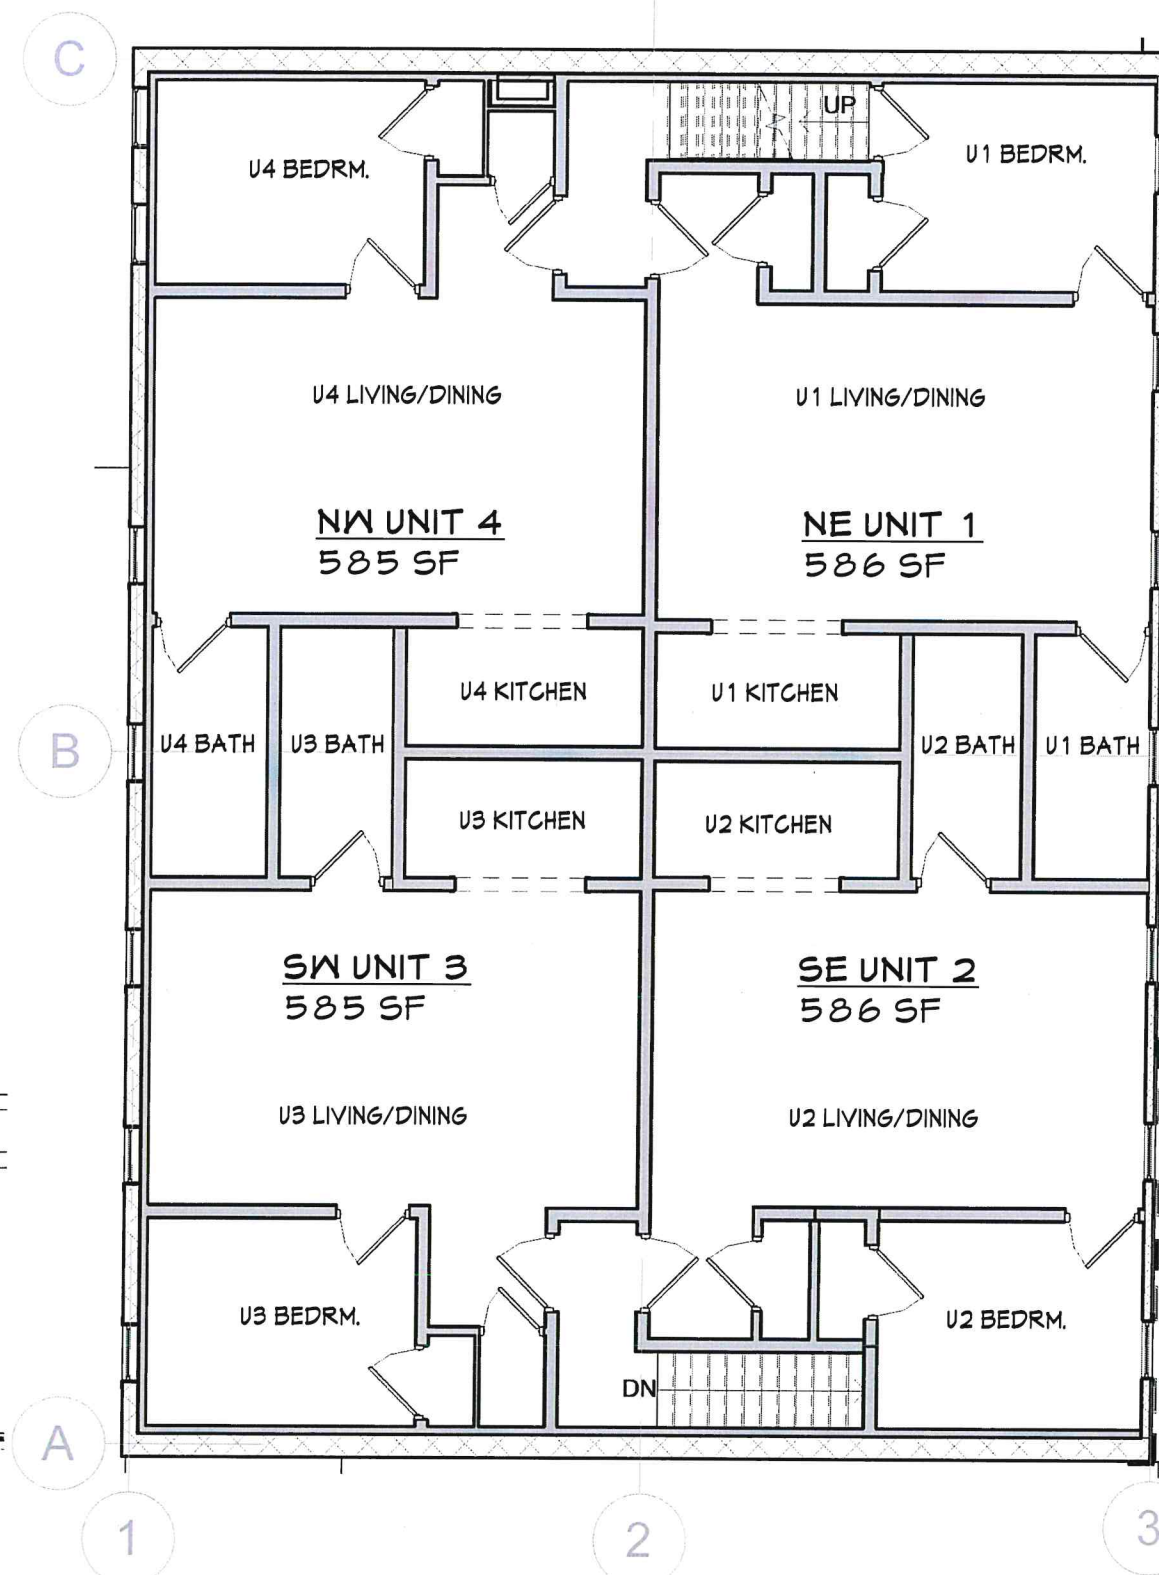 C
UP
U4 BEDRM.
U1 BEDRM.
U4 LIVING/DINING
U1 LIVING/DINING
NW UNIT 4
585 SF
NE UNIT 1
586 SF
U4 KITCHEN
U1 KITCHEN
B
U4 BATH
U3 BATH
U2 BATH
U1 BATH
U3 KITCHEN
U2 KITCHEN
SW UNIT 3
585 SF
SE UNIT 2
586 SF
U3 LIVING/DINING
U2 LIVING/DINING
U3 BEDRM.
U2 BEDRM.
DN
A
1
2
3